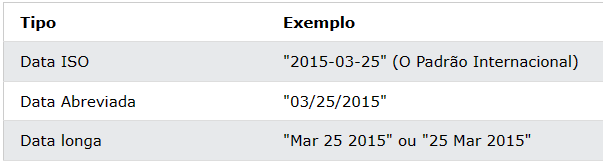 Tipo Exemplo
Data ISO "2015-03-25" (O Padrão Internacional)
Data Abreviada "03/25/2015"
Data longa "Mar 25 2015" ou "25 Mar 2015"